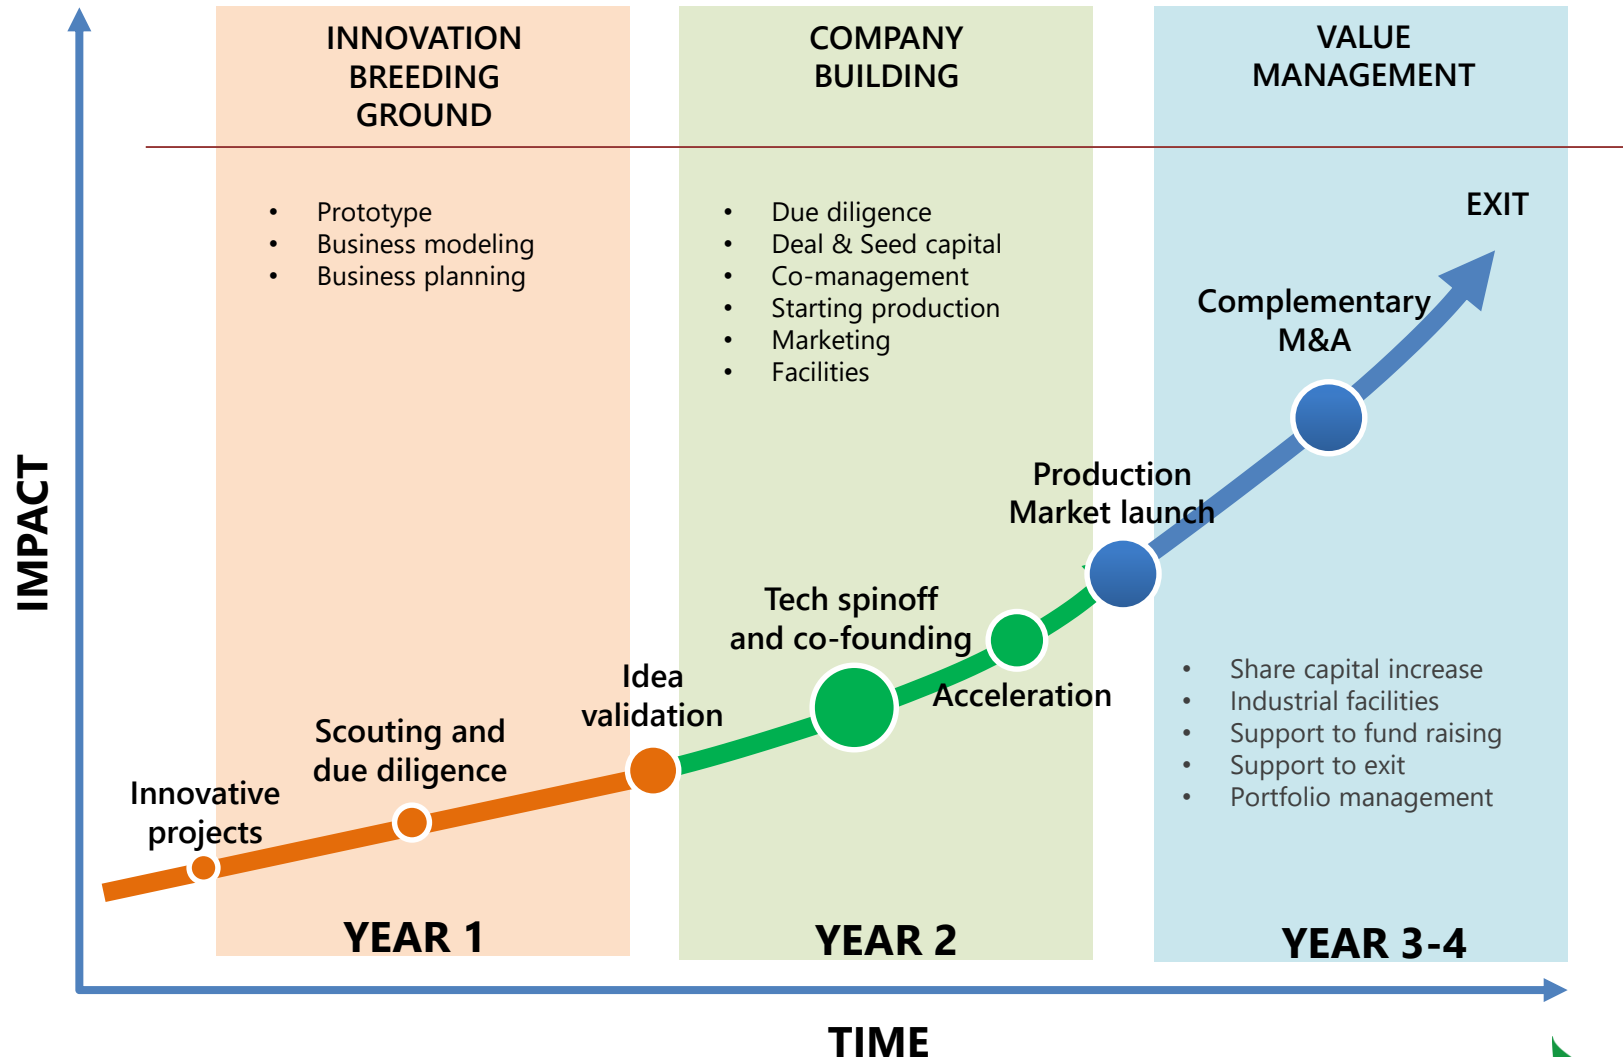 INNOVATION
BREEDING
GROUND
COMPANY
BUILDING
VALUE
MANAGEMENT
• Prototype
• Business modeling
• Business planning
• Due diligence
• Deal & Seed capital
• Co-management
• Starting production
• Marketing
• Facilities
EXIT
Complementary
M&A
Production
Market launch
Tech spinoff
and co-founding
Acceleration
Idea
validation
Scouting and
due diligence
Innovative
projects
• Share capital increase
• Industrial facilities
• Support to fund raising
• Support to exit
• Portfolio management
IMPACT
YEAR 1
YEAR 2
YEAR 3-4
TIME